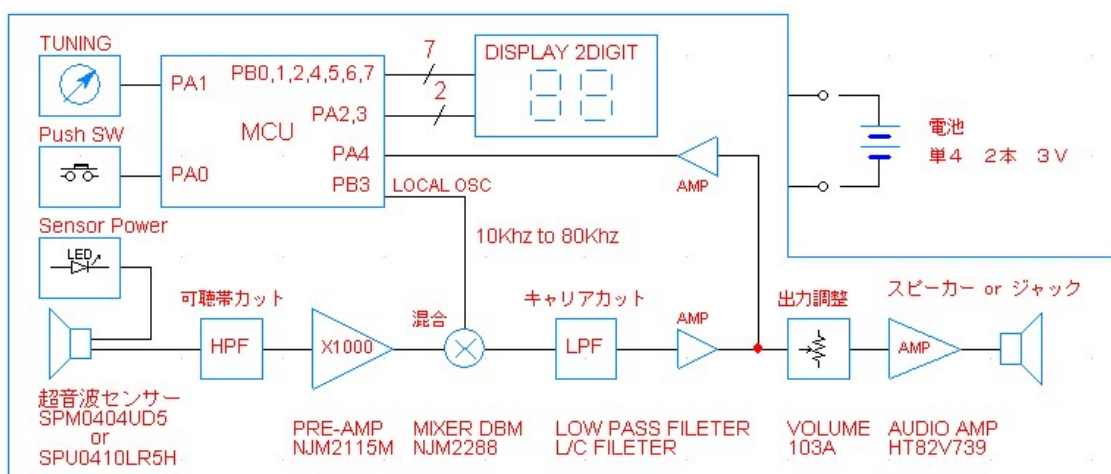 TUNING
PA1
PB0,1,2,4,5,6,7
7
DISPLAY 2DIGIT
MCU
PA2,3
2
Push SW
PA0
PA4
PB3
LOCAL OSC
AMP
電池
単4 2本 3V
Sensor Power
LED
10Khz to 80Khz
可聴帯カット
混合
キャリアカット
AMP
出力調整
スピーカー or ジャック
HPF
X1000
LPF
AMP
超音波センサー
SPM0404UD5
or
SPU0410LR5H
PRE-AMP
NJM2115M
MIXER DBM
NJM2288
LOW PASS FILETER
L/C FILETER
VOLUME
103A
AUDIO AMP
HT82V739